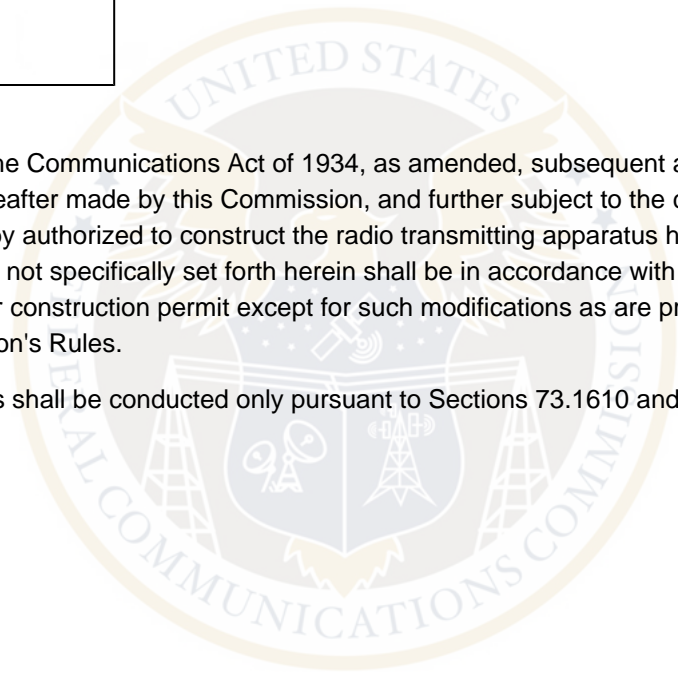 UNITED STATES
he Communications Act of 1934, as amended, subsequent a
eafter made by this Commission, and further subject to the
by authorized to construct the radio transmitting apparatus h
not specifically set forth herein shall be in accordance with
construction permit except for such modifications as are pr
on's Rules.
s shall be conducted only pursuant to Sections 73.1610 and
FEDERAL COMMUNICATIONS COMMISSION